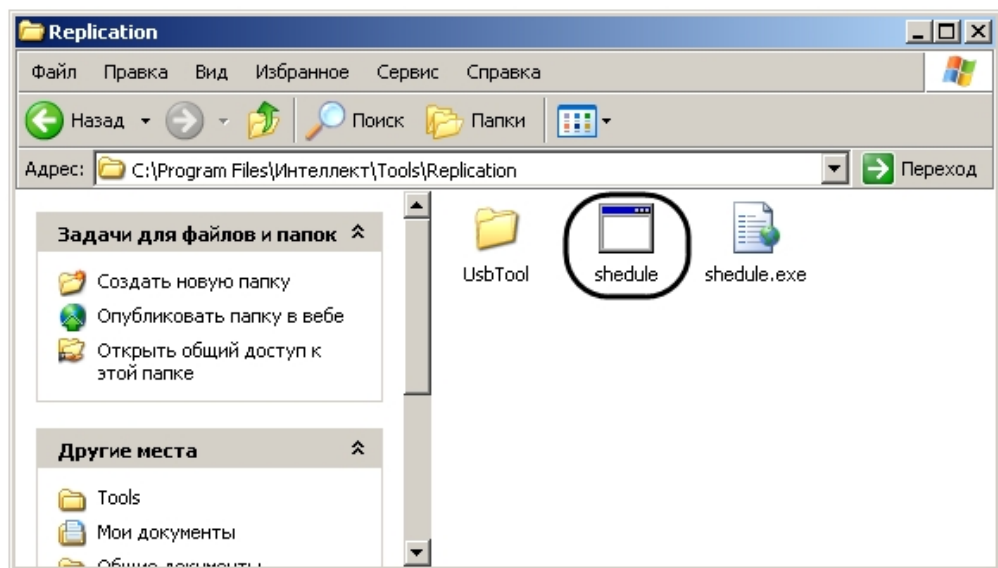 Replication
Файл Правка Вид Избранное Сервис Справка
Назад Поиск Папки
Адрес: C:\Program Files\Интеллект\Tools\Replication Переход
Задачи для файлов и папок
Создать новую папку
Опубликовать папку в вебе
Открыть общий доступ к
этой папке
Другие места
Tools
Мои документы
Общие документы
UsbTool shedule shedule.exe